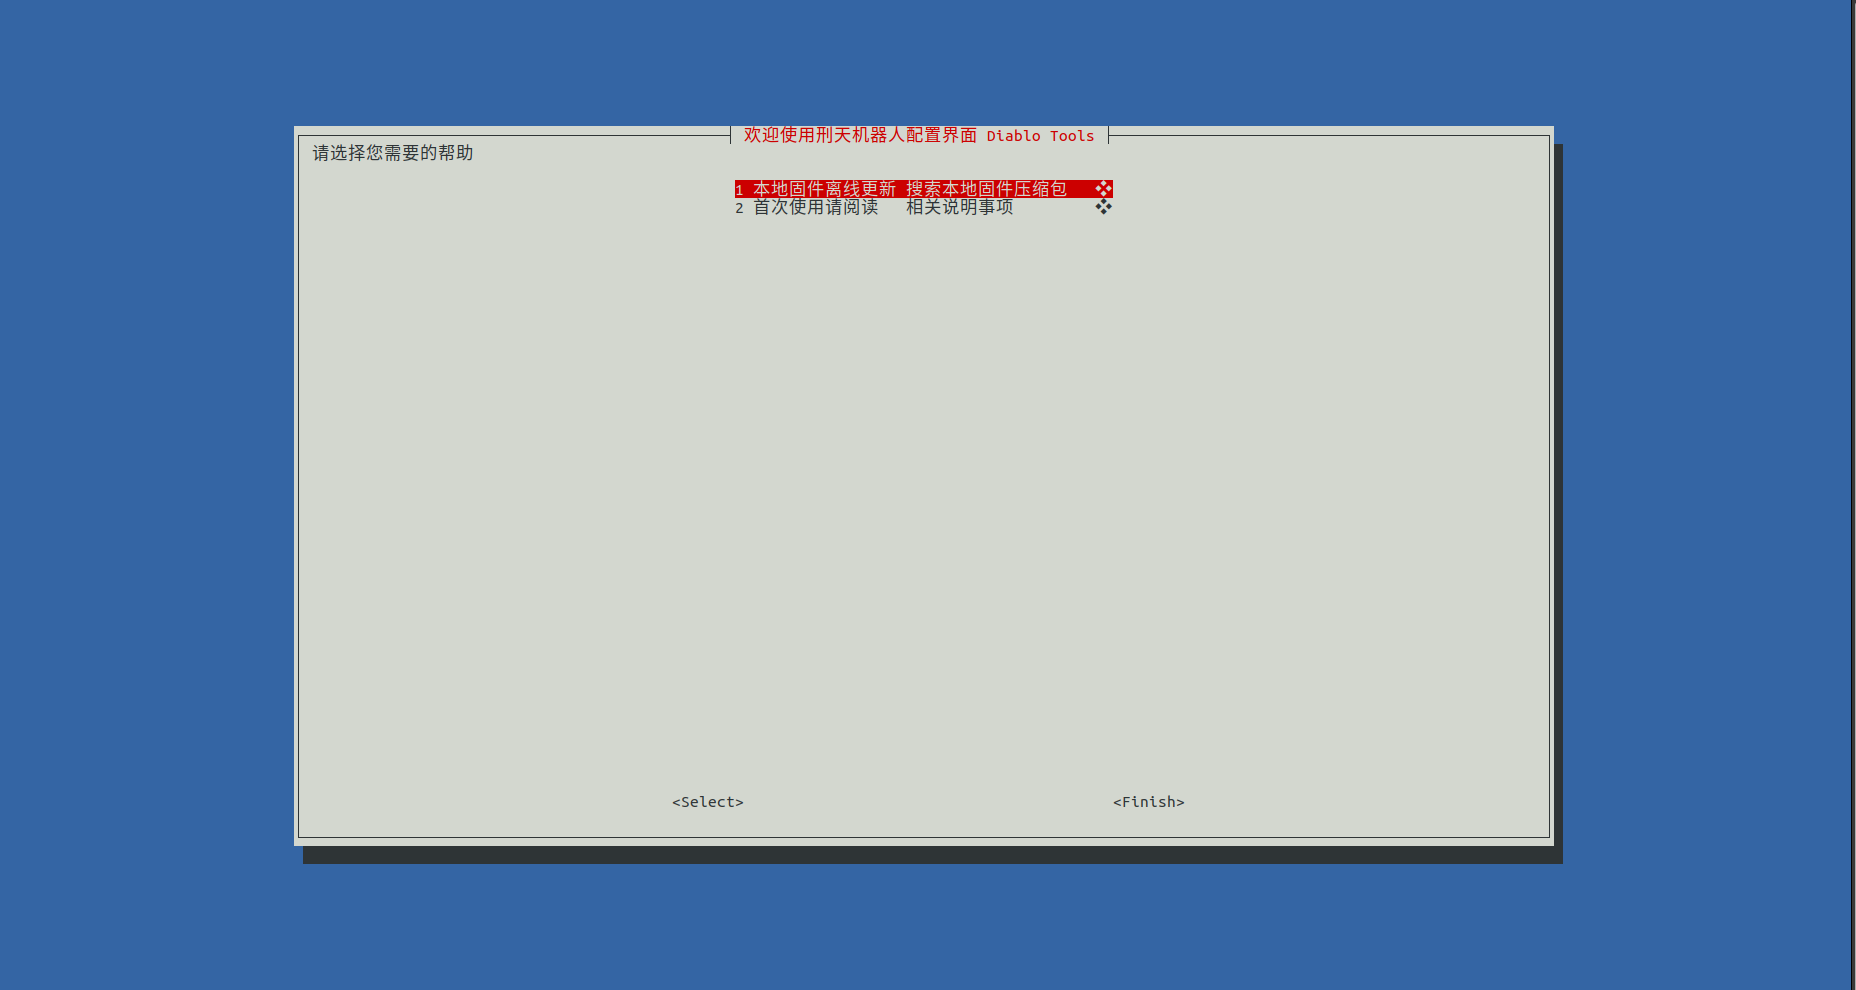 欢迎使用刑天机器人配置界面 Diablo Tools
请选择您需要的帮助
1 本地固件离线更新 搜索本地固件压缩包 ❖
2 首次使用请阅读 相关说明事项 ❖
<Select> <Finish>